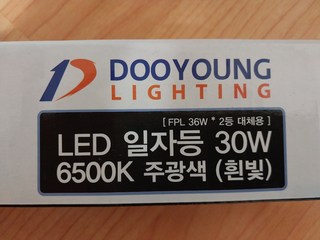 DOOYOUNG
LIGHTING
[ FPL 36W * 2등 대체용 ]
LED 일자등 30W
6500K 주광색 (흰빛)